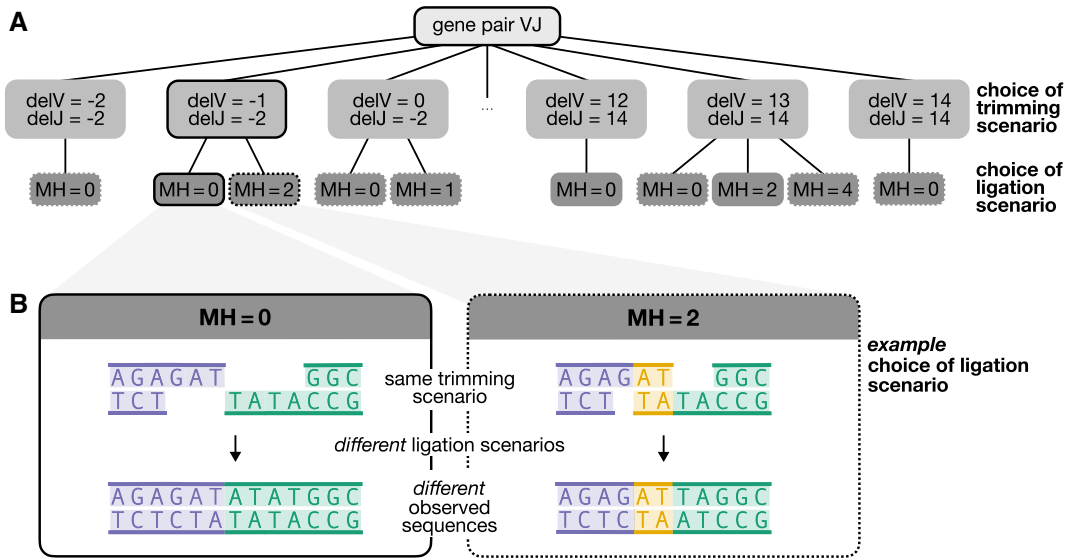 A
gene pair VJ
delV = -2
delJ = -2
delV = -1
delJ = -2
delV = 0
delJ = -2
...
delV = 12
delJ = 14
delV = 13
delJ = 14
delV = 14
delJ = 14
choice of
trimming
scenario
MH = 0
MH = 0
MH = 2
MH = 0
MH = 1
MH = 0
MH = 0
MH = 2
MH = 4
MH = 0
choice of
ligation
scenario
B
MH = 0
MH = 2
example
choice of ligation
scenario
AGAGAT GGC
TCT TATACCG
same trimming
scenario
AGAGAT GGC
TCT TATACCG
different ligation scenarios
AGAGATATATGGC
TCTCTATATACCG
different
observed
sequences
AGAGATTAGGC
TCTCTAATCCG